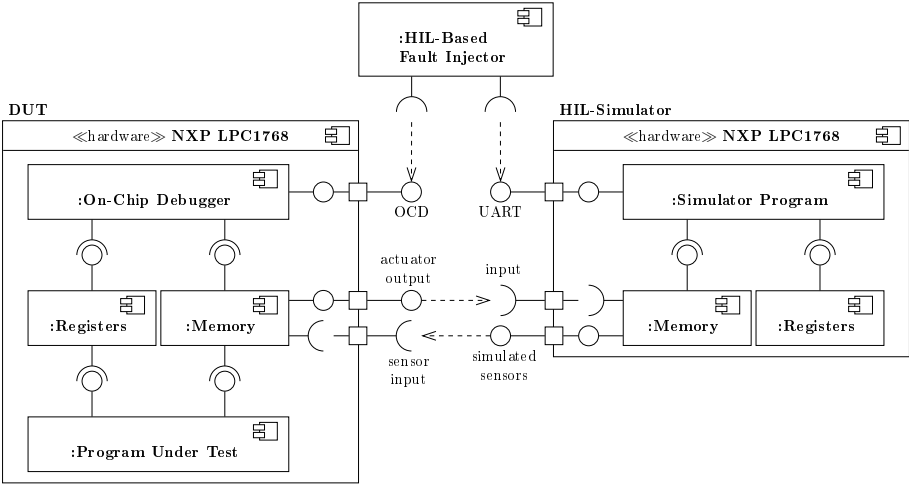 :HIL-Based
Fault Injector
DUT
HIL-Simulator
≪hardware≫ NXP LPC1768
≪hardware≫ NXP LPC1768
:On-Chip Debugger
OCD
UART
:Simulator Program
actuator
output
input
:Registers
:Memory
:Memory
:Registers
sensor
input
simulated
sensors
:Program Under Test